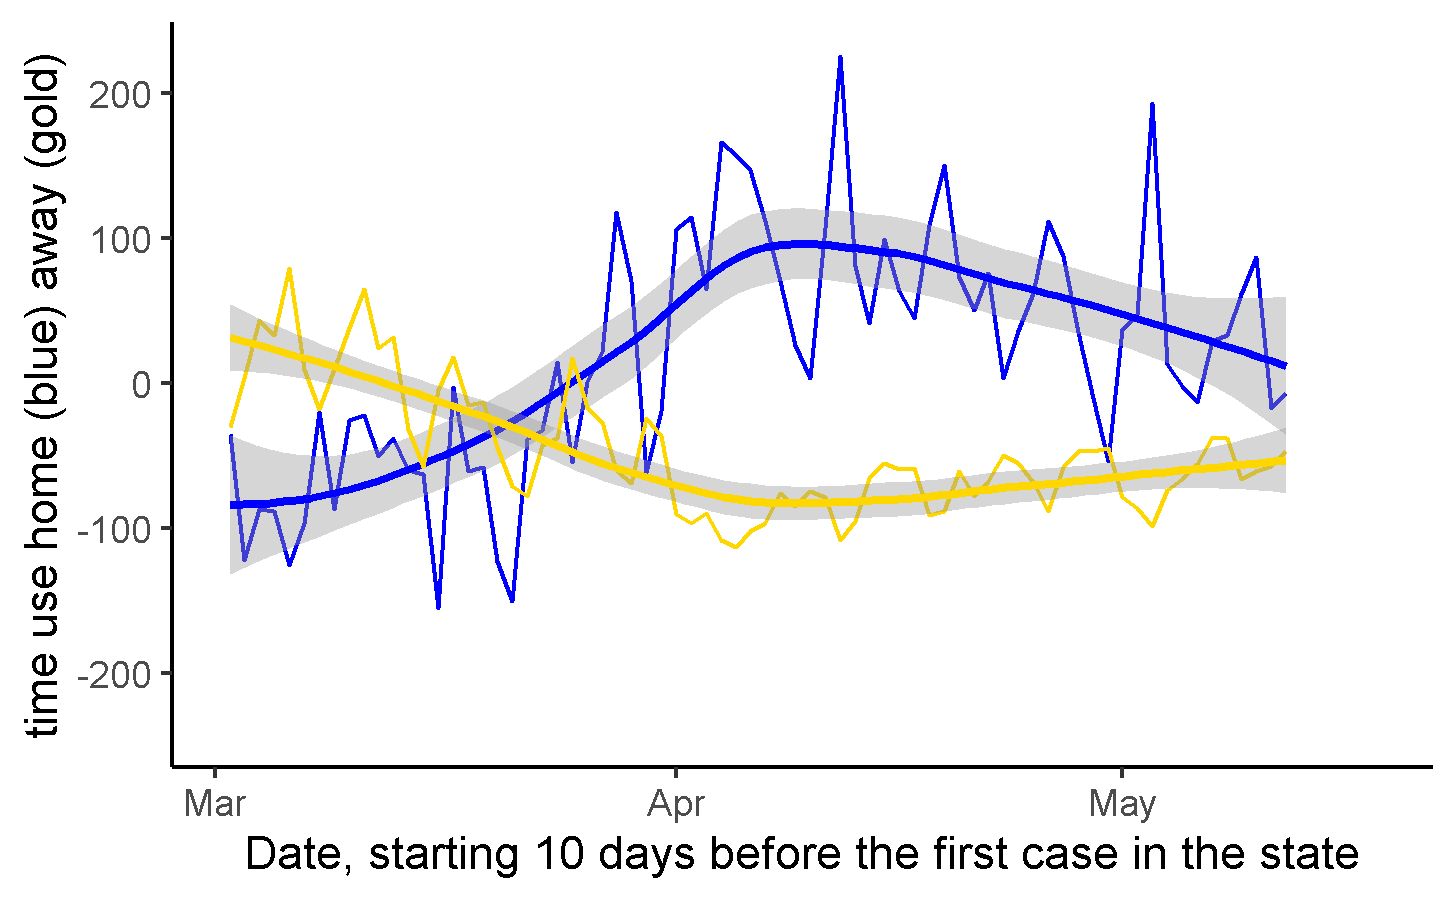 time use home (blue) away (gold)
200
100
0
-100
-200
Mar
Apr
May
Date, starting 10 days before the first case in the state